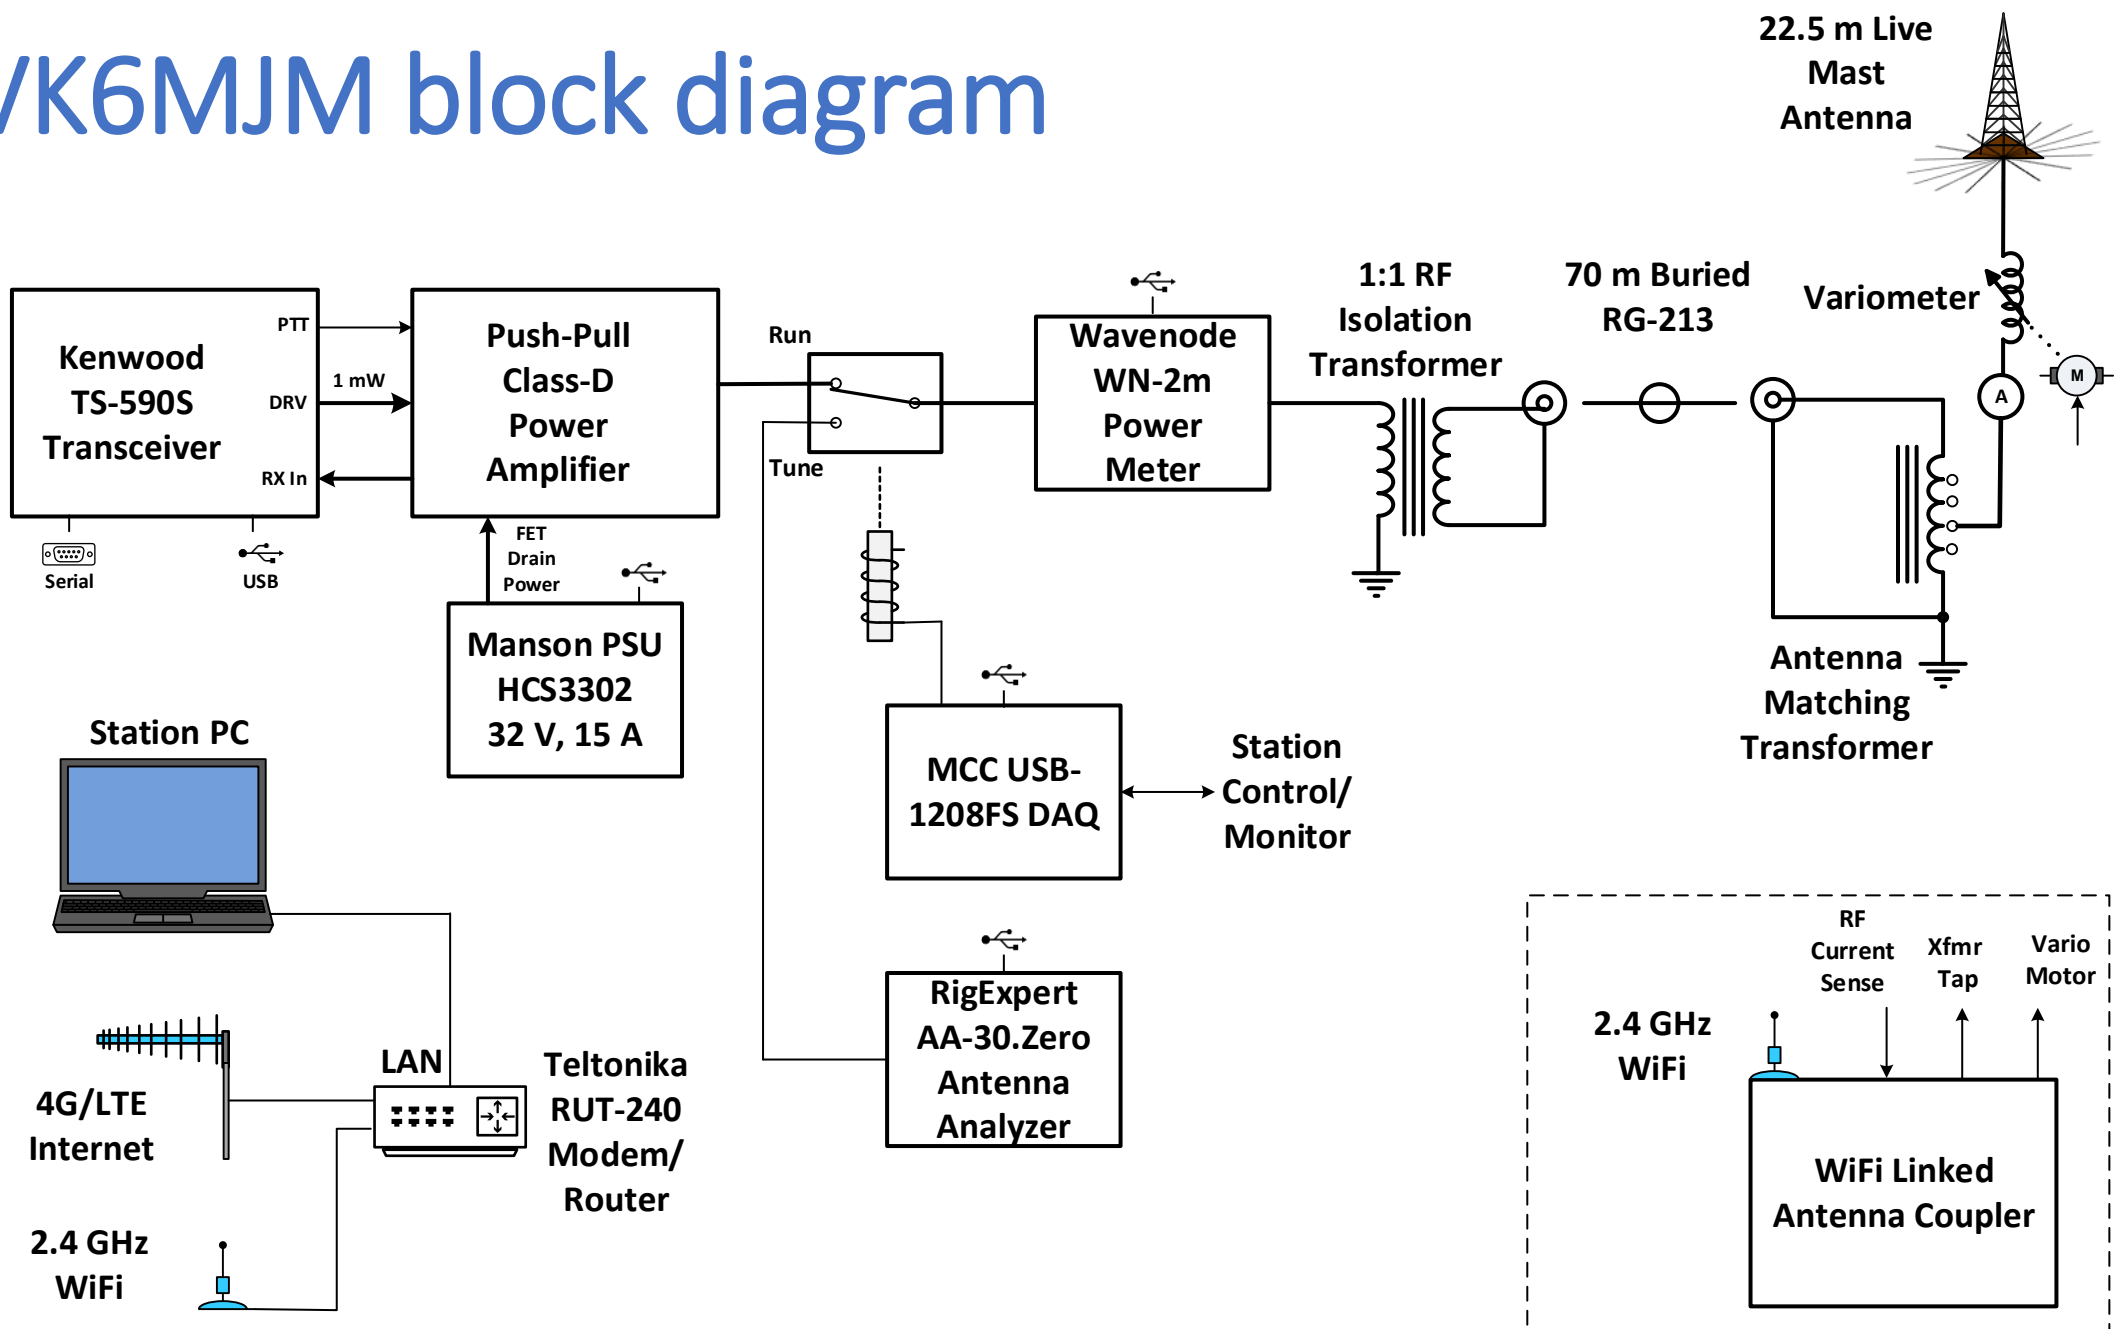 VK6MJM block diagram
22.5 m Live
Mast
Antenna
Kenwood
TS-590S
Transceiver
PTT
DRV
RX In
1 mW
Serial
USB
Push-Pull
Class-D
Power
Amplifier
FET
Drain
Power
Manson PSU
HCS3302
32 V, 15 A
Run
Tune
Wavenode
WN-2m
Power
Meter
1:1 RF
Isolation
Transformer
70 m Buried
RG-213
Variometer
M
A
Antenna
Matching
Transformer
MCC USB-
1208FS DAQ
Station
Control/
Monitor
RigExpert
AA-30.Zero
Antenna
Analyzer
Station PC
LAN
4G/LTE
Internet
Teltonika
RUT-240
Modem/
Router
2.4 GHz
WiFi
RF
Current
Sense
Xfmr
Tap
Vario
Motor
2.4 GHz
WiFi
WiFi Linked
Antenna Coupler